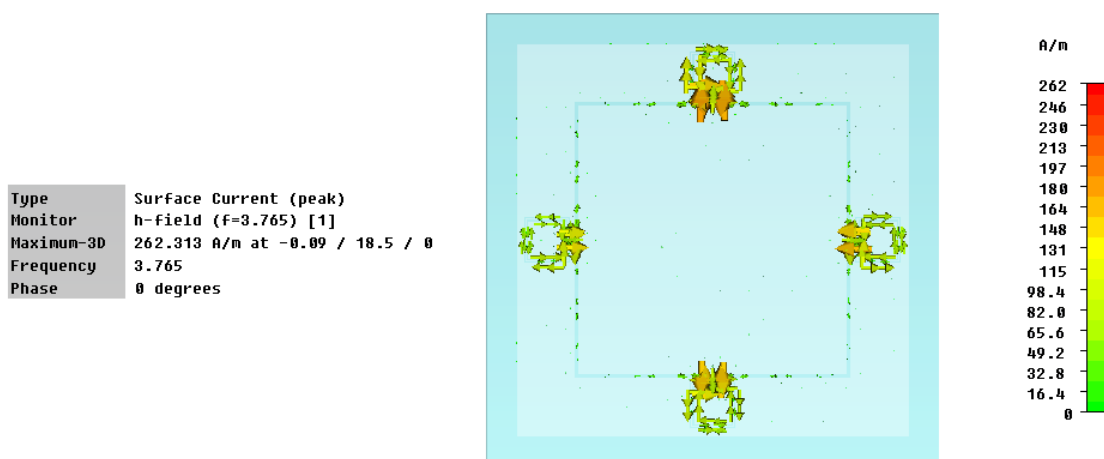 Type Surface Current (peak)
Monitor h-field (f=3.765) [1]
Maximum-3D 262.313 A/m at -0.09 / 18.5 / 0
Frequency 3.765
Phase 0 degrees
A/m
262
246
230
213
197
180
164
148
131
115
98.4
82.0
65.6
49.2
32.8
16.4
0